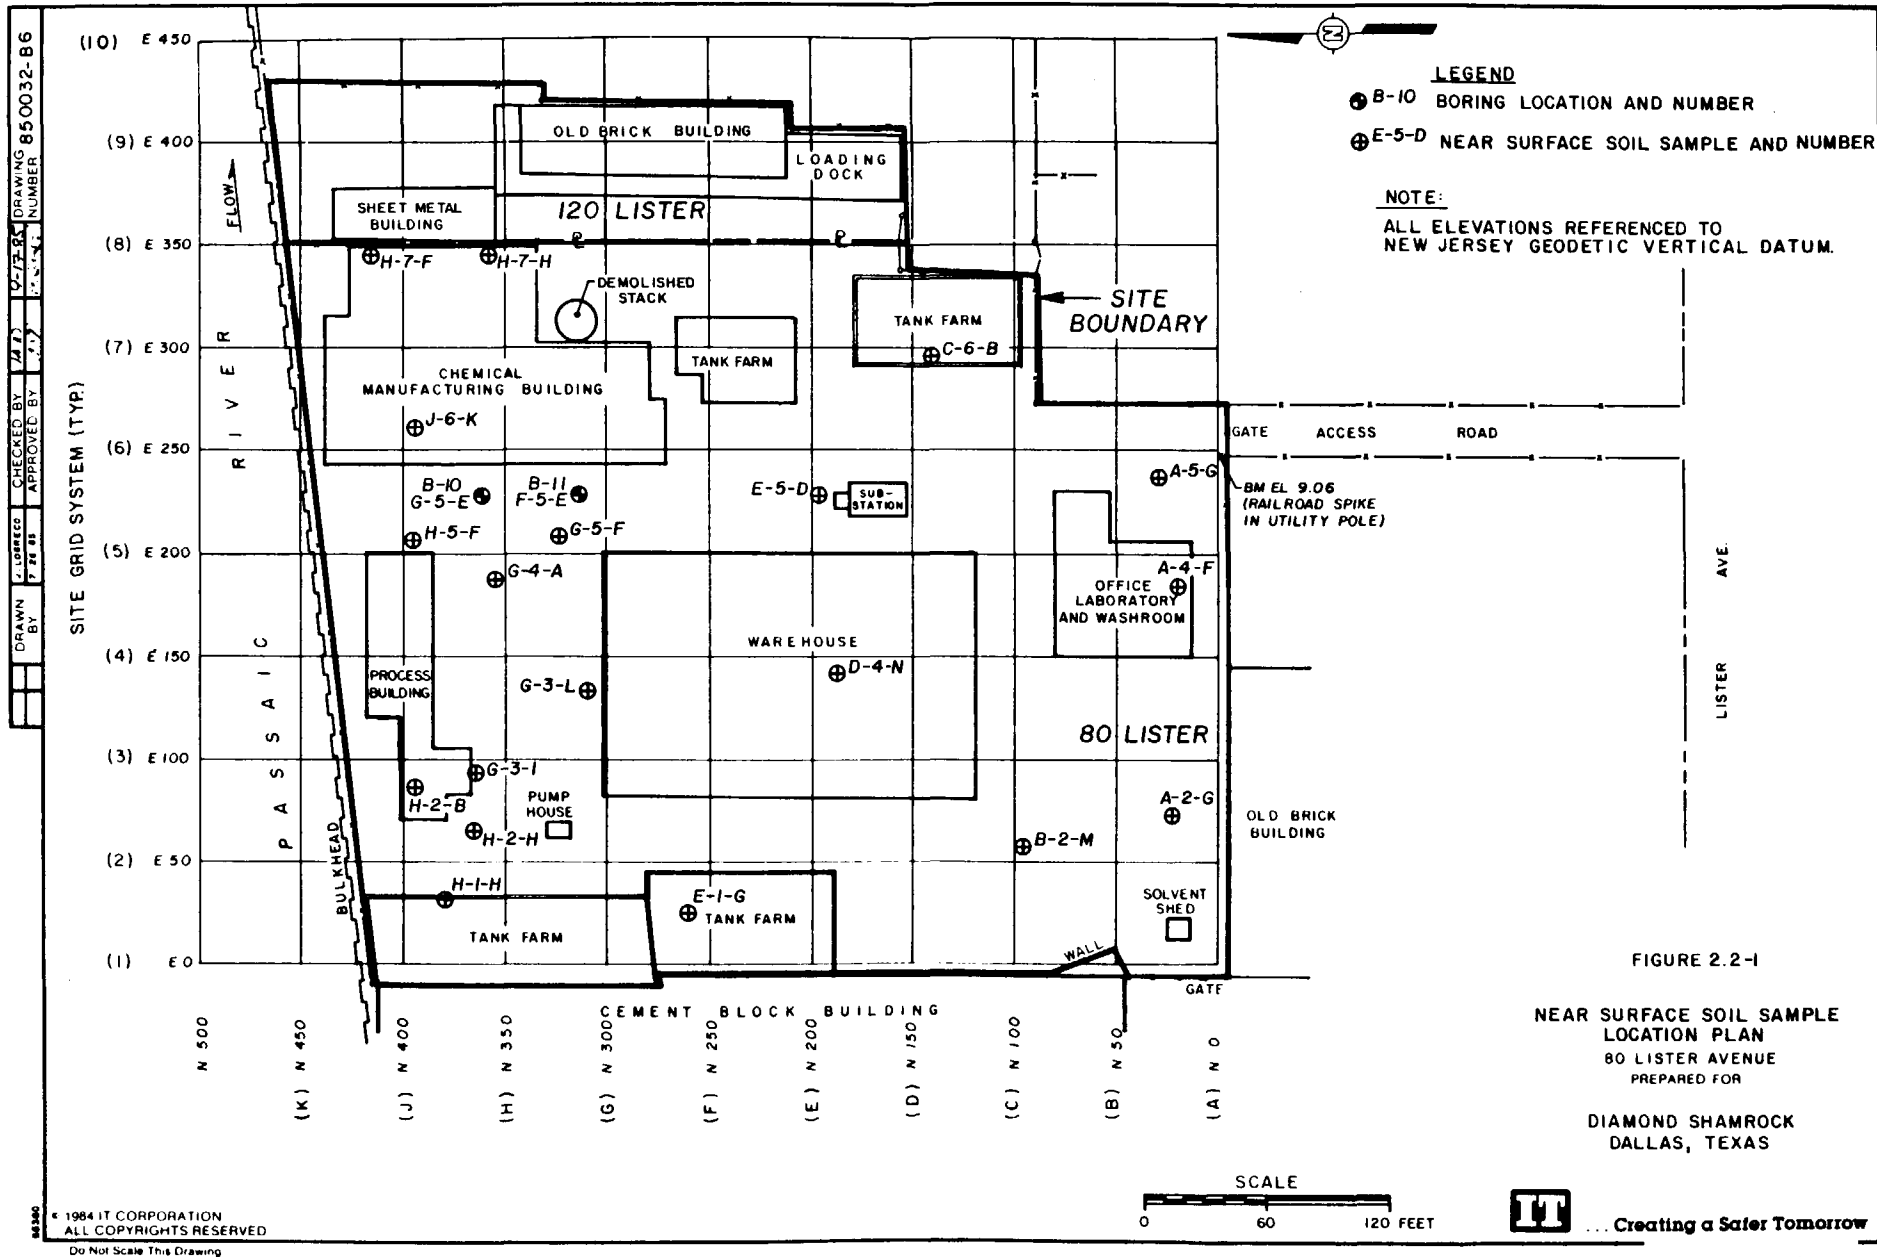 DRAWING NUMBER 850032-B6
CHECKED BY
APPROVED BY
DRAWN BY
SITE GRID SYSTEM (TYP.)
(10) E 450
(9) E 400
(8) E 350
(7) E 300
(6) E 250
(5) E 200
(4) E 150
(3) E 100
(2) E 50
(1) E 0
FLOW
PASSAIC RIVER
BULKHEAD
OLD BRICK BUILDING
LOADING
DOCK
SHEET METAL
BUILDING
120 LISTER
H-7-F
H-7-H
DEMOLISHED
STACK
TANK FARM
C-6-B
TANK FARM
SITE
BOUNDARY
CHEMICAL
MANUFACTURING BUILDING
J-6-K
B-10
G-5-E
B-11
F-5-E
E-5-D
SUB-
STATION
A-5-G
H-5-F
G-5-F
G-4-A
A-4-F
OFFICE
LABORATORY
AND WASHROOM
WAREHOUSE
D-4-N
PROCESS
BUILDING
G-3-L
80 LISTER
G-3-I
H-2-B
PUMP
HOUSE
H-2-H
A-2-G
B-2-M
OLD BRICK
BUILDING
H-1-H
E-1-G
TANK FARM
TANK FARM
SOLVENT
SHED
WALL
GATE
CEMENT BLOCK BUILDING
GATE ACCESS ROAD
BM EL 9.06
(RAILROAD SPIKE
IN UTILITY POLE)
LISTER AVE.
N 500
(K) N 450
(J) N 400
(H) N 350
(G) N 300
(F) N 250
(E) N 200
(D) N 150
(C) N 100
(B) N 50
(A) N 0
N
LEGEND
B-10 BORING LOCATION AND NUMBER
E-5-D NEAR SURFACE SOIL SAMPLE AND NUMBER
NOTE:
ALL ELEVATIONS REFERENCED TO
NEW JERSEY GEODETIC VERTICAL DATUM.
FIGURE 2.2-1
NEAR SURFACE SOIL SAMPLE
LOCATION PLAN
80 LISTER AVENUE
PREPARED FOR
DIAMOND SHAMROCK
DALLAS, TEXAS
SCALE
0 60 120 FEET
IT ... Creating a Safer Tomorrow
1984 IT CORPORATION
ALL COPYRIGHTS RESERVED
Do Not Scale This Drawing